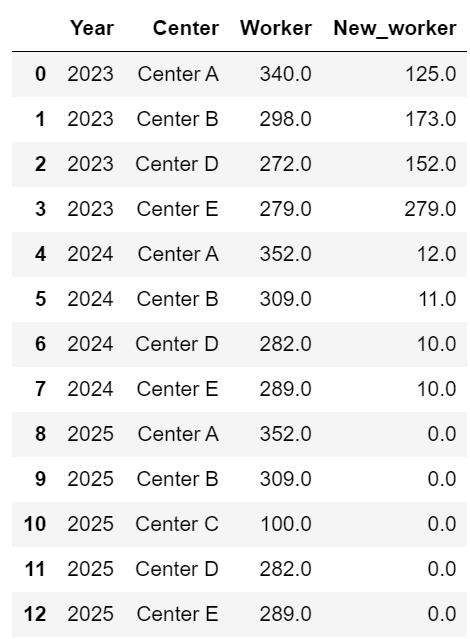 Year Center Worker New_worker
0 2023 Center A 340.0 125.0
1 2023 Center B 298.0 173.0
2 2023 Center D 272.0 152.0
3 2023 Center E 279.0 279.0
4 2024 Center A 352.0 12.0
5 2024 Center B 309.0 11.0
6 2024 Center D 282.0 10.0
7 2024 Center E 289.0 10.0
8 2025 Center A 352.0 0.0
9 2025 Center B 309.0 0.0
10 2025 Center C 100.0 0.0
11 2025 Center D 282.0 0.0
12 2025 Center E 289.0 0.0